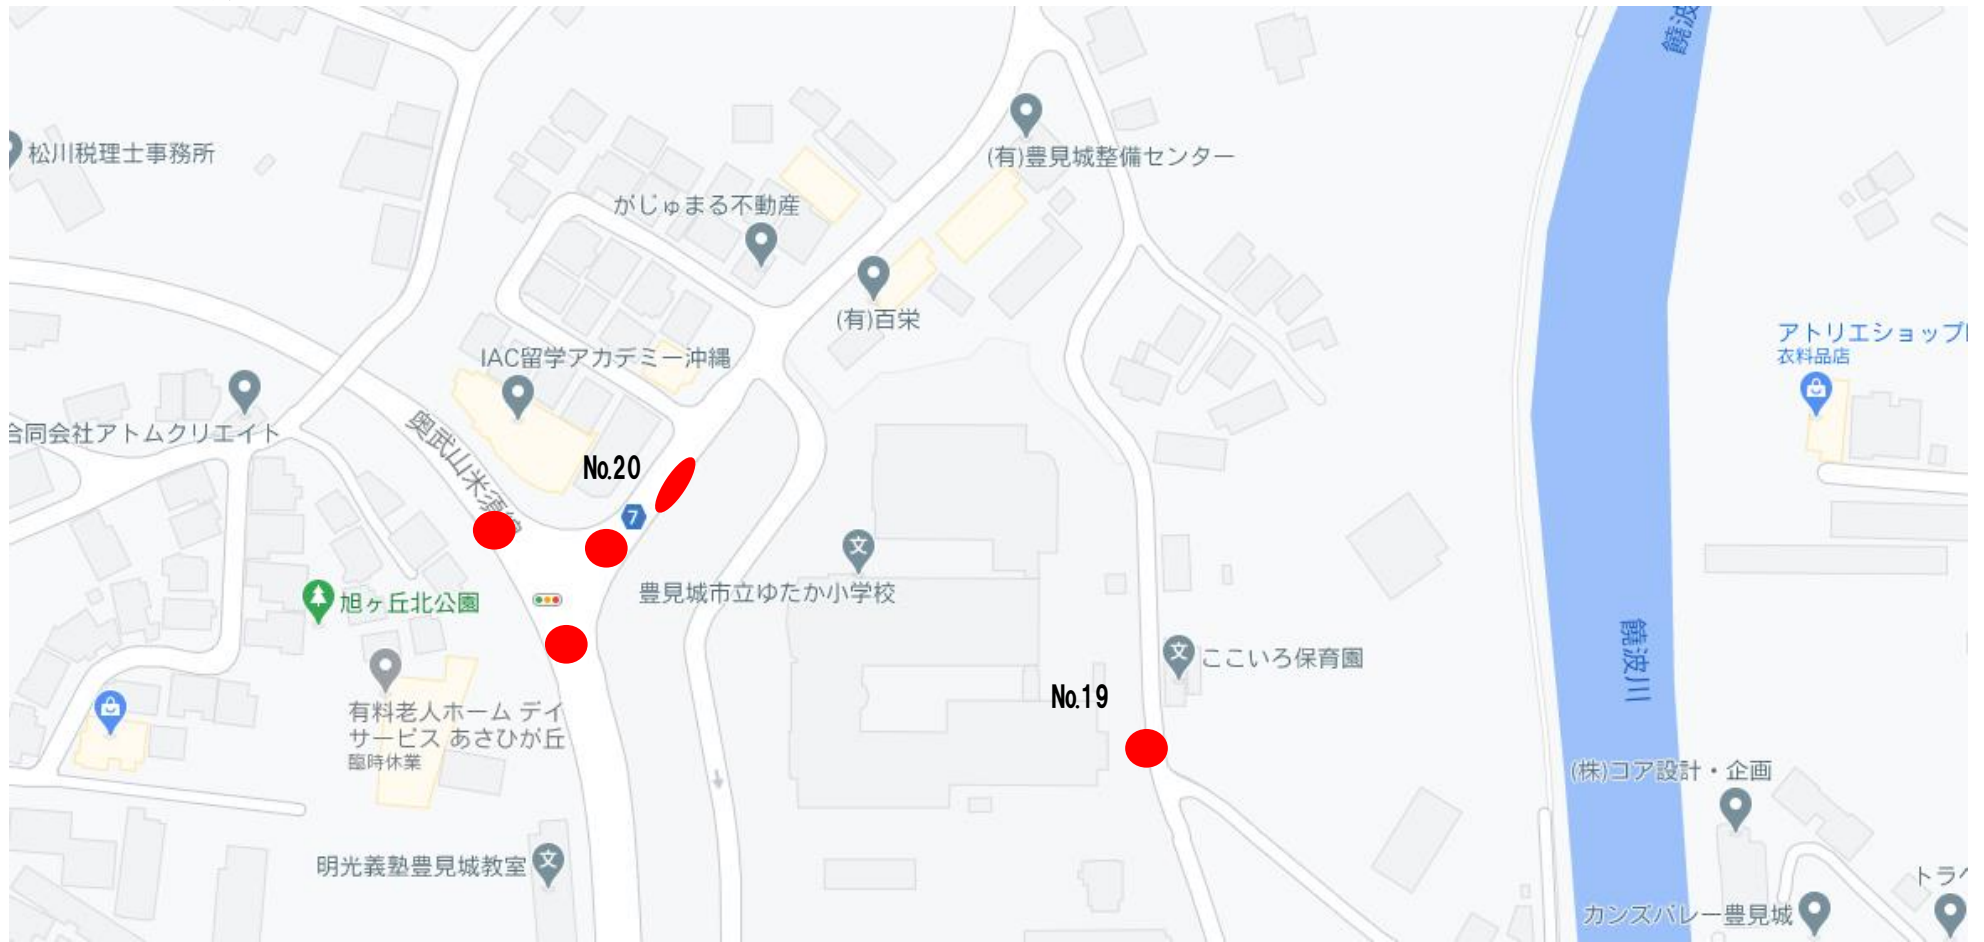 饒波
松川税理士事務所
(有)豊見城整備センター
がじゅまる不動産
(有)百栄
IAC留学アカデミー沖縄
アトリエショップ
衣料品店
合同会社アトムクリエイト
奥武山米須線
No.20
7
文
豊見城市立ゆたか小学校
旭ヶ丘北公園
文
ここいろ保育園
饒波川
No.19
有料老人ホーム デイ
サービス あさひが丘
臨時休業
(株)コア設計・企画
明光義塾豊見城教室
文
カンズバレー豊見城
トラベ